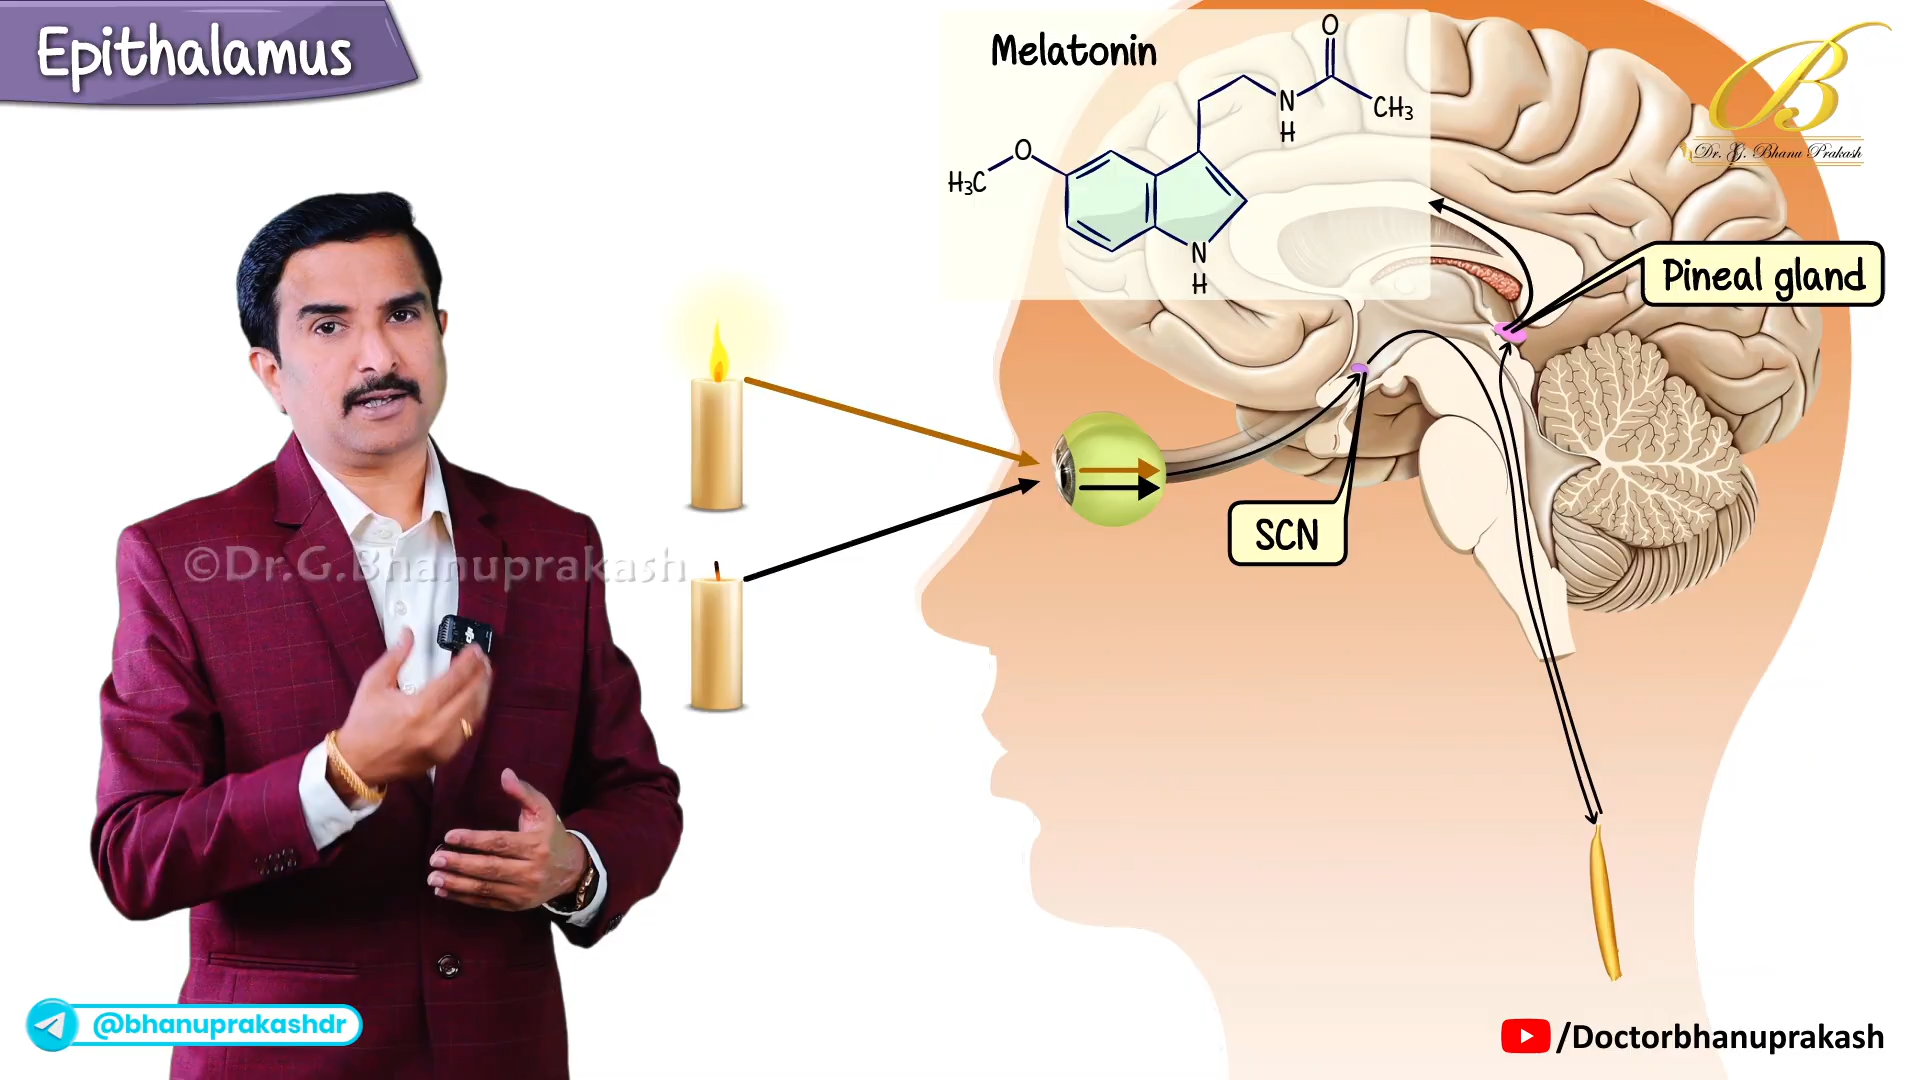 Epithalamus
Melatonin
O
N
H
CH₃
O
H₃C
N
H
Dr. G. Bhanu Prakash
Pineal gland
SCN
©Dr.G.Bhanuprakash
@bhanuprakashdr
/Doctorbhanuprakash